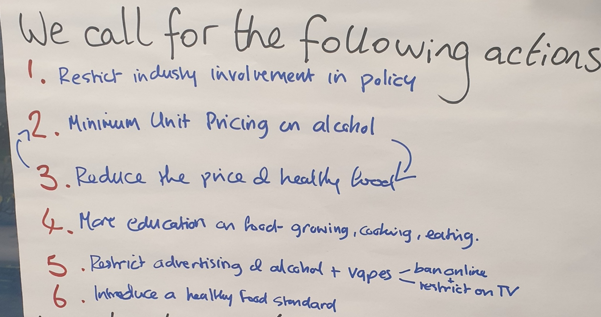 We call for the following actions
1. Restrict industry involvement in policy
2. Minimum Unit Pricing on alcohol
3. Reduce the price of healthy food
4. More education on food - growing, cooking, eating.
5. Restrict advertising of alcohol + vapes - ban online
+
- restrict on TV
6. Introduce a healthy food standard